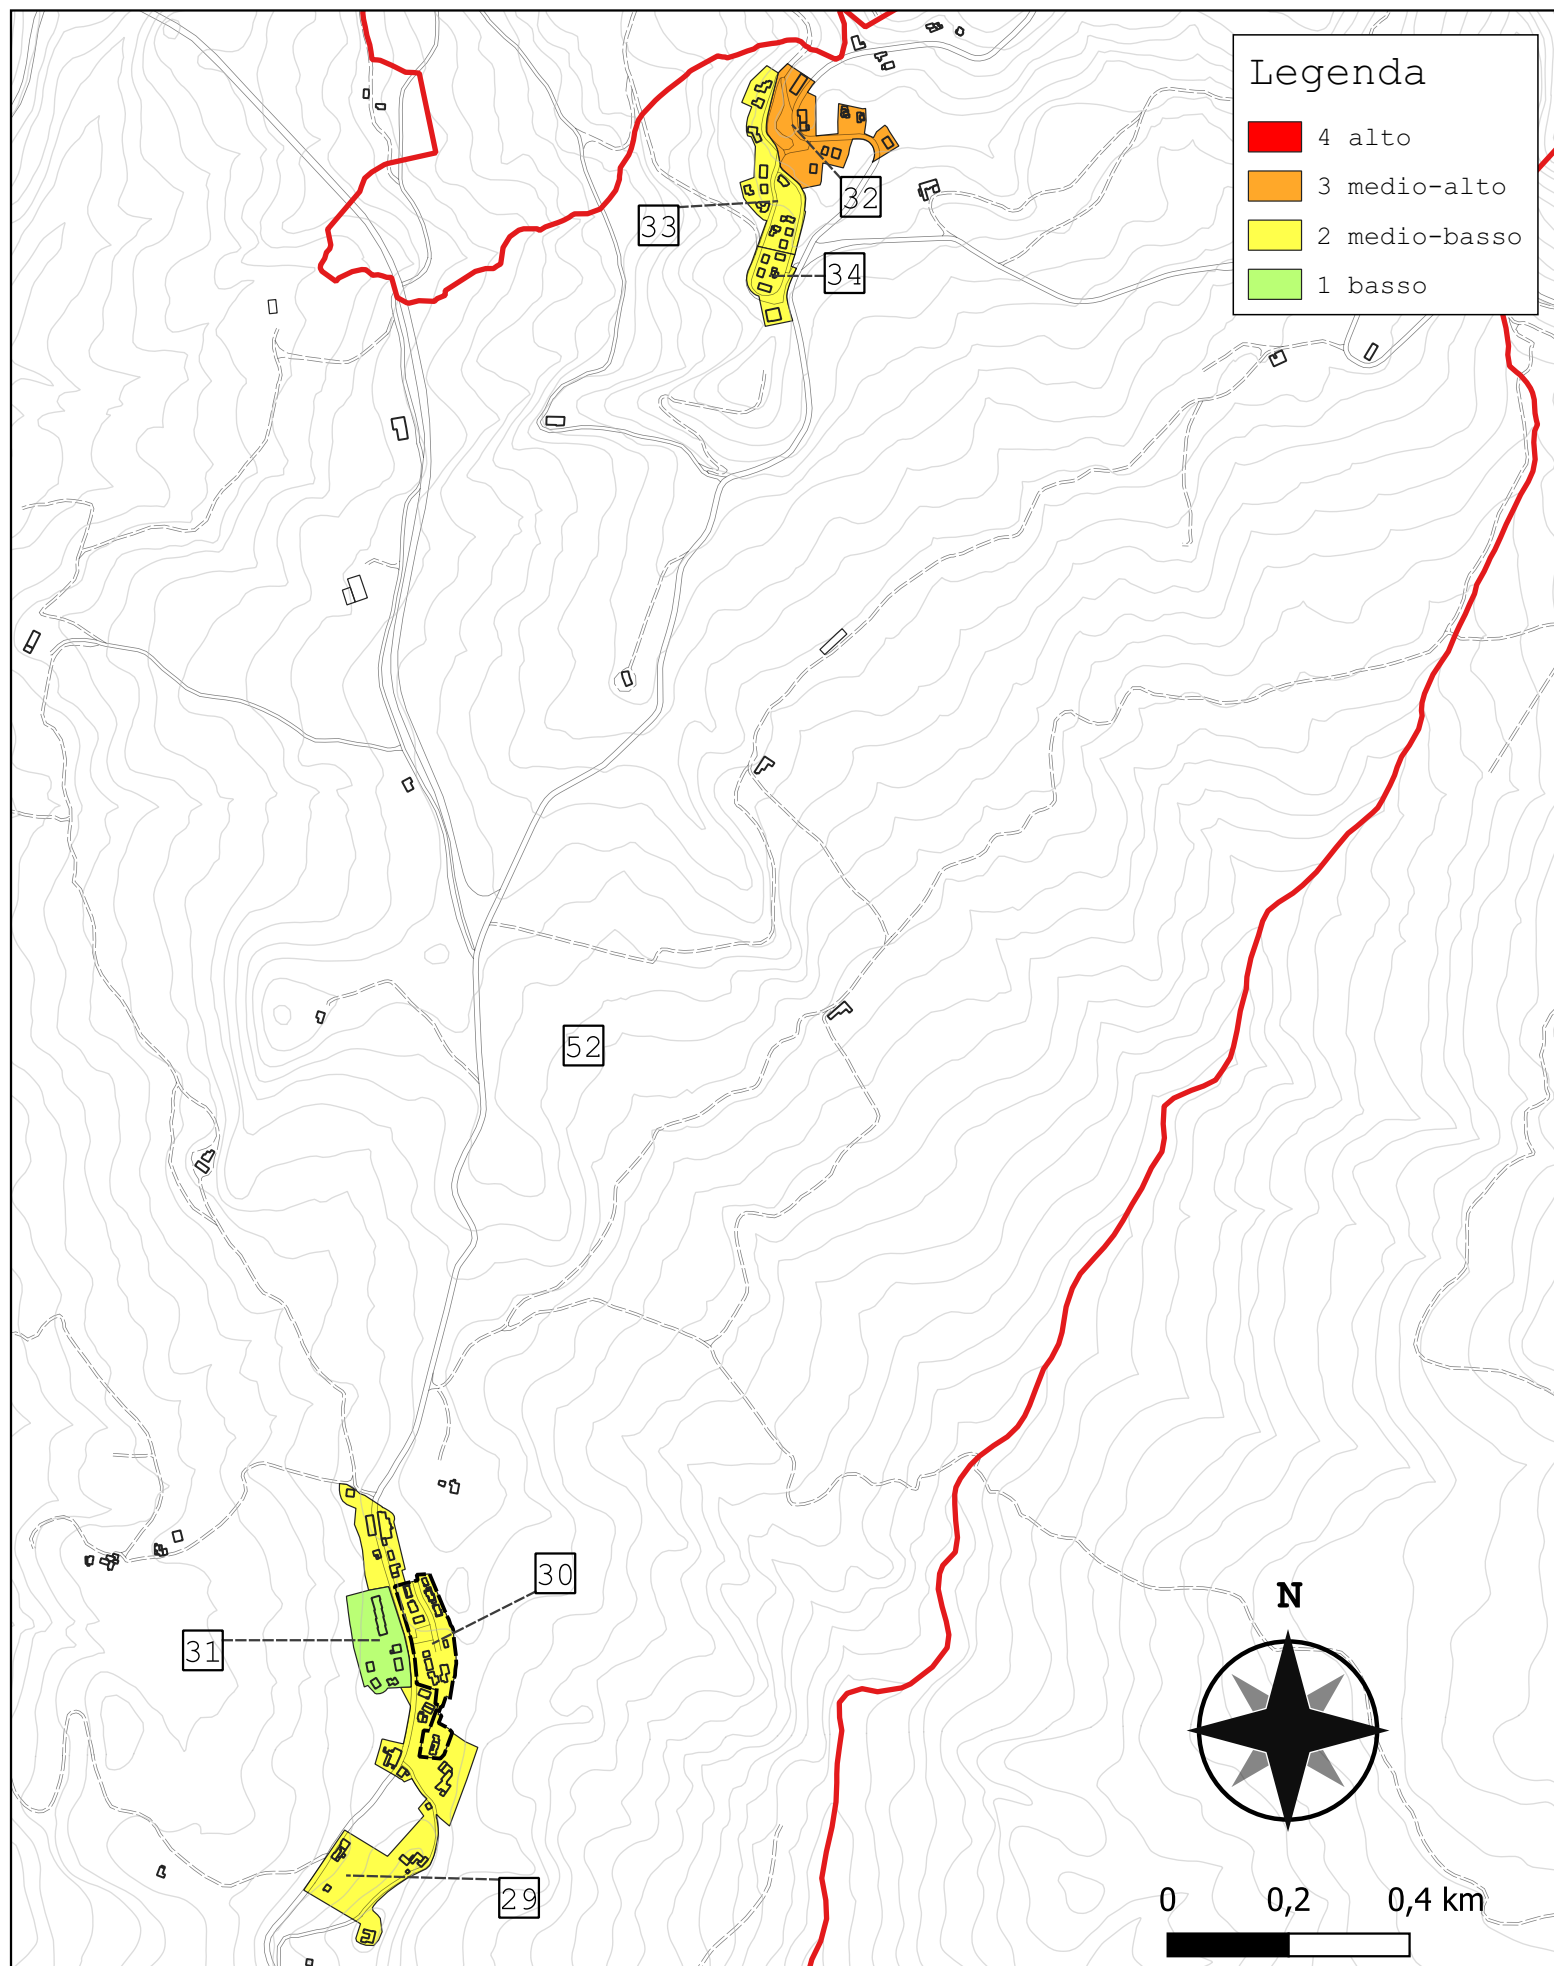 Legenda
4 alto
3 medio-alto
2 medio-basso
1 basso
32
33
34
52
30
31
29
N
0 0,2 0,4 km